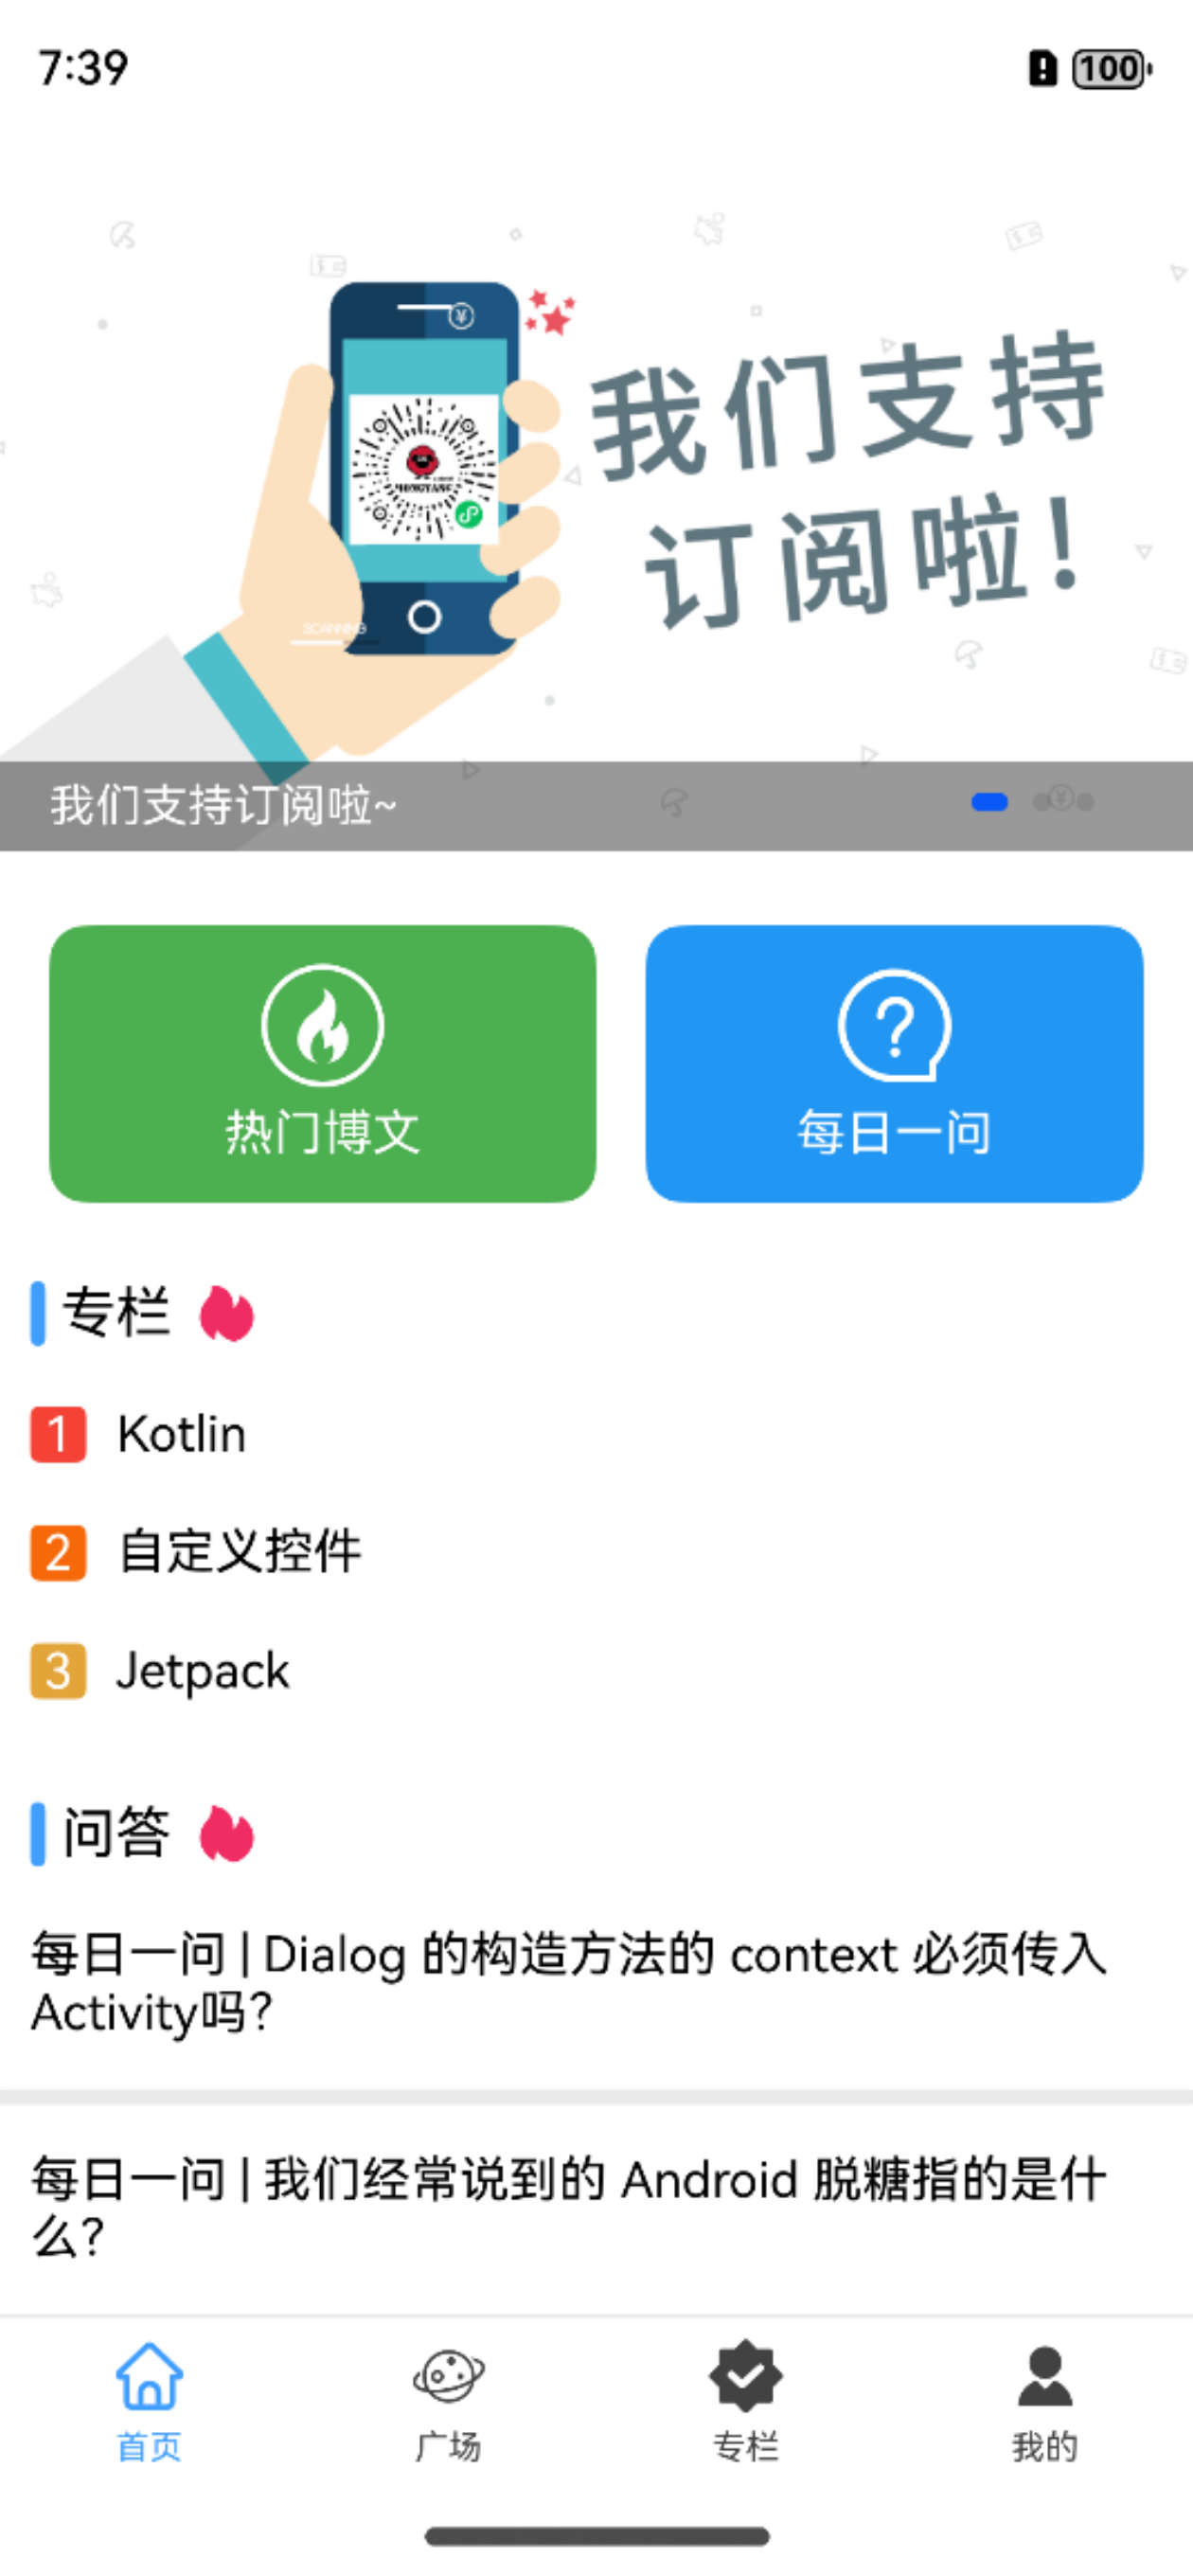 7:39
100
我们支持
订阅啦！
SCANNING
我们支持订阅啦~
热门博文
每日一问
专栏
1 Kotlin
2 自定义控件
3 Jetpack
问答
每日一问 | Dialog 的构造方法的 context 必须传入
Activity吗?
每日一问 | 我们经常说到的 Android 脱糖指的是什
么?
首页
广场
专栏
我的